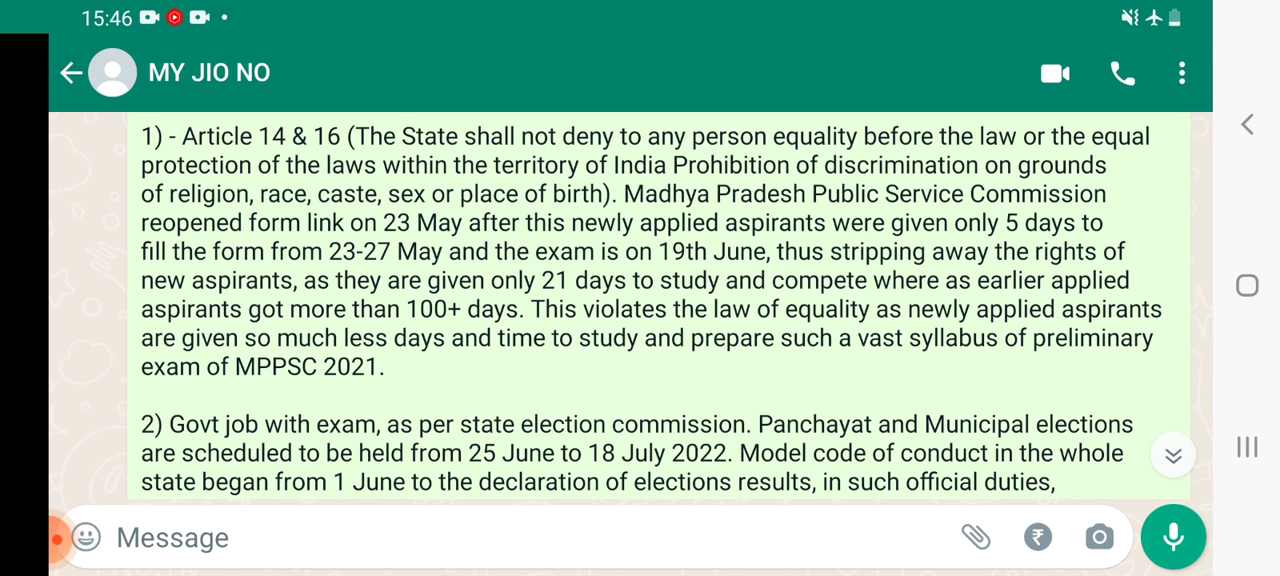 15:46
MY JIO NO
1) - Article 14 & 16 (The State shall not deny to any person equality before the law or the equal
protection of the laws within the territory of India Prohibition of discrimination on grounds
of religion, race, caste, sex or place of birth). Madhya Pradesh Public Service Commission
reopened form link on 23 May after this newly applied aspirants were given only 5 days to
fill the form from 23-27 May and the exam is on 19th June, thus stripping away the rights of
new aspirants, as they are given only 21 days to study and compete where as earlier applied
aspirants got more than 100+ days. This violates the law of equality as newly applied aspirants
are given so much less days and time to study and prepare such a vast syllabus of preliminary
exam of MPPSC 2021.
2) Govt job with exam, as per state election commission. Panchayat and Municipal elections
are scheduled to be held from 25 June to 18 July 2022. Model code of conduct in the whole
state began from 1 June to the declaration of elections results, in such official duties,
Message